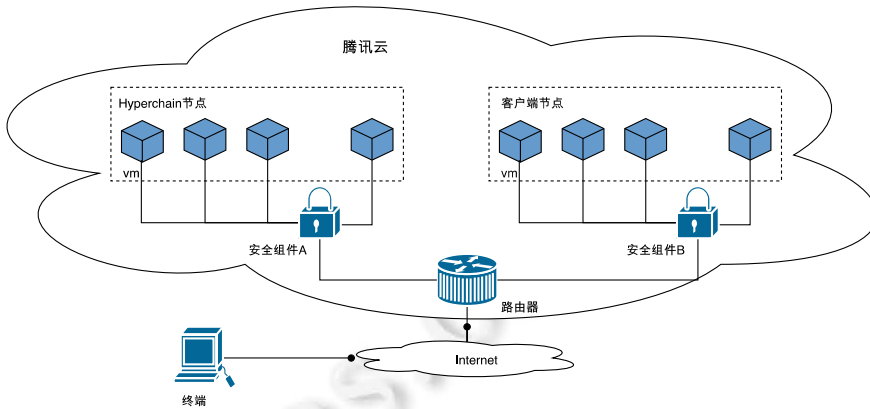 腾讯云
Hyperchain节点
客户端节点
vm
vm
安全组件A
安全组件B
路由器
Internet
终端